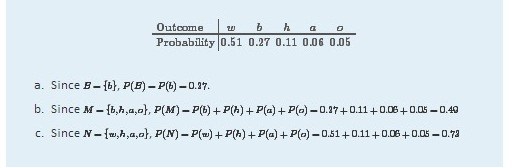 Outcome w b h a o
Probability 0.51 0.27 0.11 0.06 0.05
a. Since B = {b}, P(B) = P(b) = 0.27.
b. Since M = {b,h,a,o}, P(M) = P(b) + P(h) + P(a) + P(o) = 0.27 + 0.11 + 0.06 + 0.05 = 0.49
c. Since N = {w,h,a,o}, P(N) = P(w) + P(h) + P(a) + P(o) = 0.51 + 0.11 + 0.06 + 0.05 = 0.73